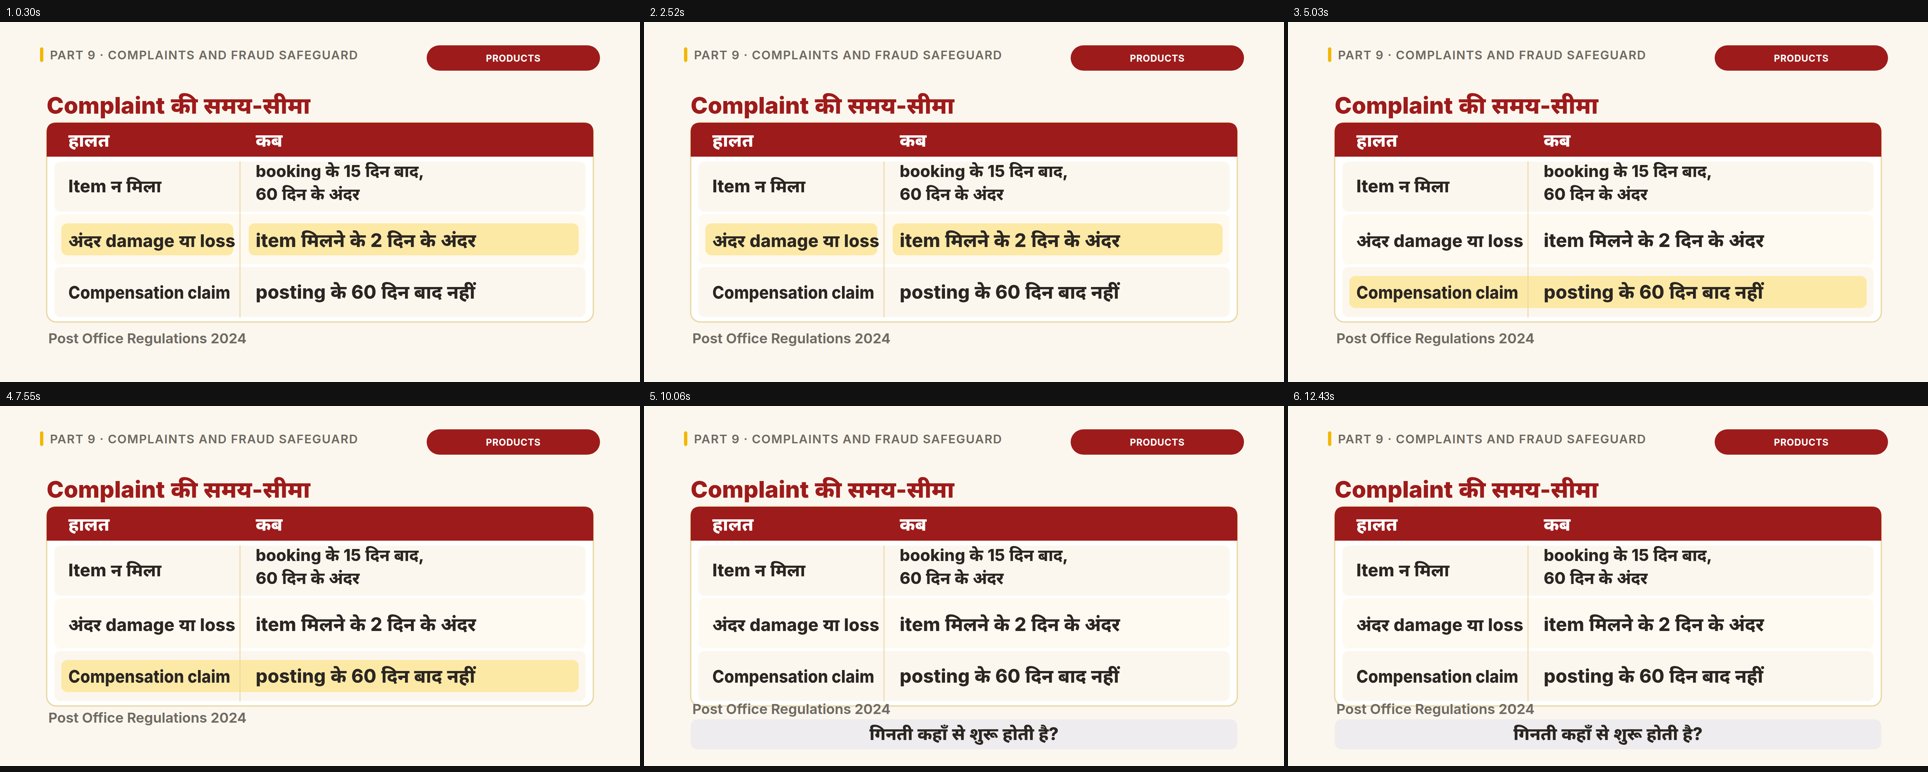 1. 0.30s
PART 9 · COMPLAINTS AND FRAUD SAFEGUARD
PRODUCTS
Complaint की समय-सीमा
हालत कब
Item न मिला booking के 15 दिन बाद,
60 दिन के अंदर
अंदर damage या loss item मिलने के 2 दिन के अंदर
Compensation claim posting के 60 दिन बाद नहीं
Post Office Regulations 2024
2. 2.52s
PART 9 · COMPLAINTS AND FRAUD SAFEGUARD
PRODUCTS
Complaint की समय-सीमा
हालत कब
Item न मिला booking के 15 दिन बाद,
60 दिन के अंदर
अंदर damage या loss item मिलने के 2 दिन के अंदर
Compensation claim posting के 60 दिन बाद नहीं
Post Office Regulations 2024
3. 5.03s
PART 9 · COMPLAINTS AND FRAUD SAFEGUARD
PRODUCTS
Complaint की समय-सीमा
हालत कब
Item न मिला booking के 15 दिन बाद,
60 दिन के अंदर
अंदर damage या loss item मिलने के 2 दिन के अंदर
Compensation claim posting के 60 दिन बाद नहीं
Post Office Regulations 2024
4. 7.55s
PART 9 · COMPLAINTS AND FRAUD SAFEGUARD
PRODUCTS
Complaint की समय-सीमा
हालत कब
Item न मिला booking के 15 दिन बाद,
60 दिन के अंदर
अंदर damage या loss item मिलने के 2 दिन के अंदर
Compensation claim posting के 60 दिन बाद नहीं
Post Office Regulations 2024
5. 10.06s
PART 9 · COMPLAINTS AND FRAUD SAFEGUARD
PRODUCTS
Complaint की समय-सीमा
हालत कब
Item न मिला booking के 15 दिन बाद,
60 दिन के अंदर
अंदर damage या loss item मिलने के 2 दिन के अंदर
Compensation claim posting के 60 दिन बाद नहीं
Post Office Regulations 2024
गिनती कहाँ से शुरू होती है?
6. 12.43s
PART 9 · COMPLAINTS AND FRAUD SAFEGUARD
PRODUCTS
Complaint की समय-सीमा
हालत कब
Item न मिला booking के 15 दिन बाद,
60 दिन के अंदर
अंदर damage या loss item मिलने के 2 दिन के अंदर
Compensation claim posting के 60 दिन बाद नहीं
Post Office Regulations 2024
गिनती कहाँ से शुरू होती है?